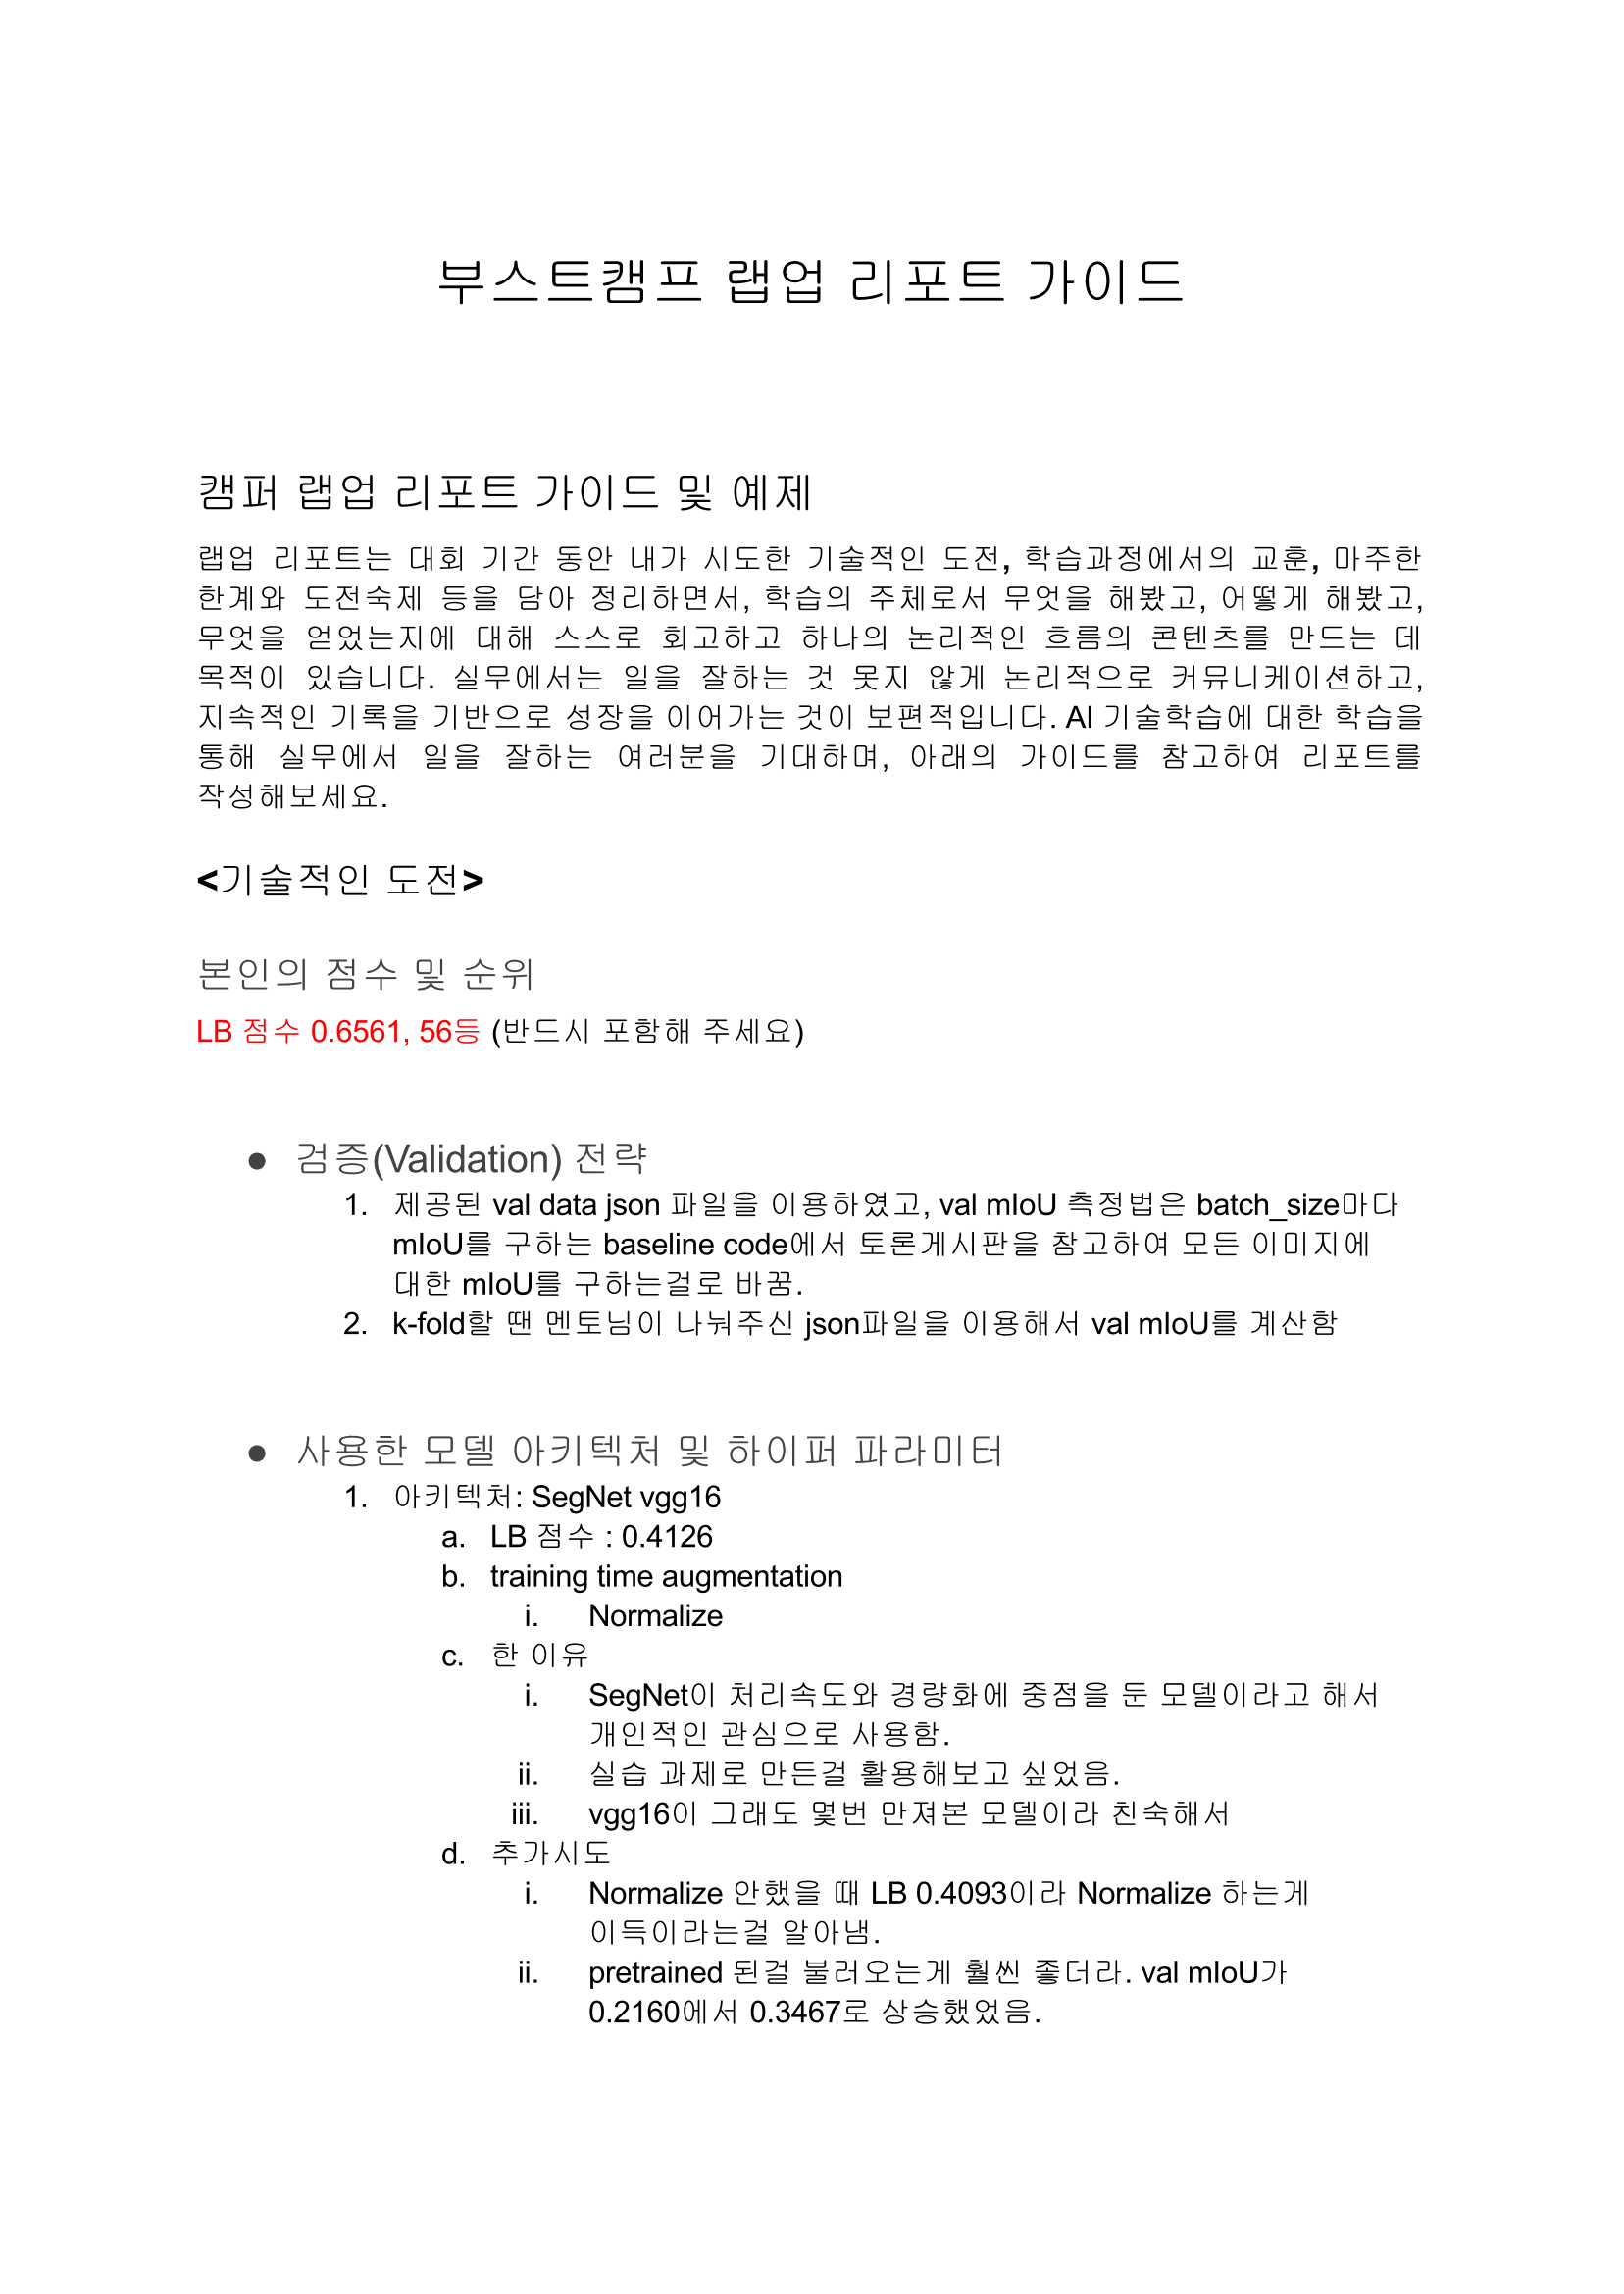 부스트캠프 랩업 리포트 가이드
캠퍼 랩업 리포트 가이드 및 예제
랩업 리포트는 대회 기간 동안 내가 시도한 기술적인 도전, 학습과정에서의 교훈, 마주한
한계와 도전숙제 등을 담아 정리하면서, 학습의 주체로서 무엇을 해봤고, 어떻게 해봤고,
무엇을 얻었는지에 대해 스스로 회고하고 하나의 논리적인 흐름의 콘텐츠를 만드는 데
목적이 있습니다. 실무에서는 일을 잘하는 것 못지 않게 논리적으로 커뮤니케이션하고,
지속적인 기록을 기반으로 성장을 이어가는 것이 보편적입니다. AI 기술학습에 대한 학습을
통해 실무에서 일을 잘하는 여러분을 기대하며, 아래의 가이드를 참고하여 리포트를
작성해보세요.
<기술적인 도전>
본인의 점수 및 순위
LB 점수 0.6561, 56등 (반드시 포함해 주세요)
● 검증(Validation) 전략
1. 제공된 val data json 파일을 이용하였고, val mIoU 측정법은 batch_size마다
mIoU를 구하는 baseline code에서 토론게시판을 참고하여 모든 이미지에
대한 mIoU를 구하는걸로 바꿈.
2. k-fold할 땐 멘토님이 나눠주신 json파일을 이용해서 val mIoU를 계산함
● 사용한 모델 아키텍처 및 하이퍼 파라미터
1. 아키텍처: SegNet vgg16
a. LB 점수 : 0.4126
b. training time augmentation
i. Normalize
c. 한 이유
i. SegNet이 처리속도와 경량화에 중점을 둔 모델이라고 해서
개인적인 관심으로 사용함.
ii. 실습 과제로 만든걸 활용해보고 싶었음.
iii. vgg16이 그래도 몇번 만져본 모델이라 친숙해서
d. 추가시도
i. Normalize 안했을 때 LB 0.4093이라 Normalize 하는게
이득이라는걸 알아냄.
ii. pretrained 된걸 불러오는게 훨씬 좋더라. val mIoU가
0.2160에서 0.3467로 상승했었음.